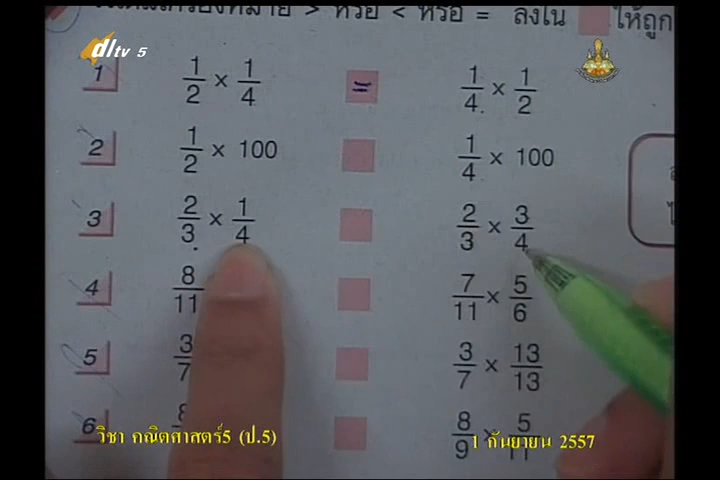 > หรือ < หรือ = ลงใน ให้ถูก
dltv 5
1 1/2 × 1/4 = 1/4 × 1/2
2 1/2 × 100 1/4 × 100
3 2/3 × 1/4 2/3 × 3/4
4 8/11 7/11 × 5/6
5 3/7 3/7 × 13/13
6 8 8/9 × 5/11
วิชา คณิตศาสตร์5 (ป.5) 1 กันยายน 2557